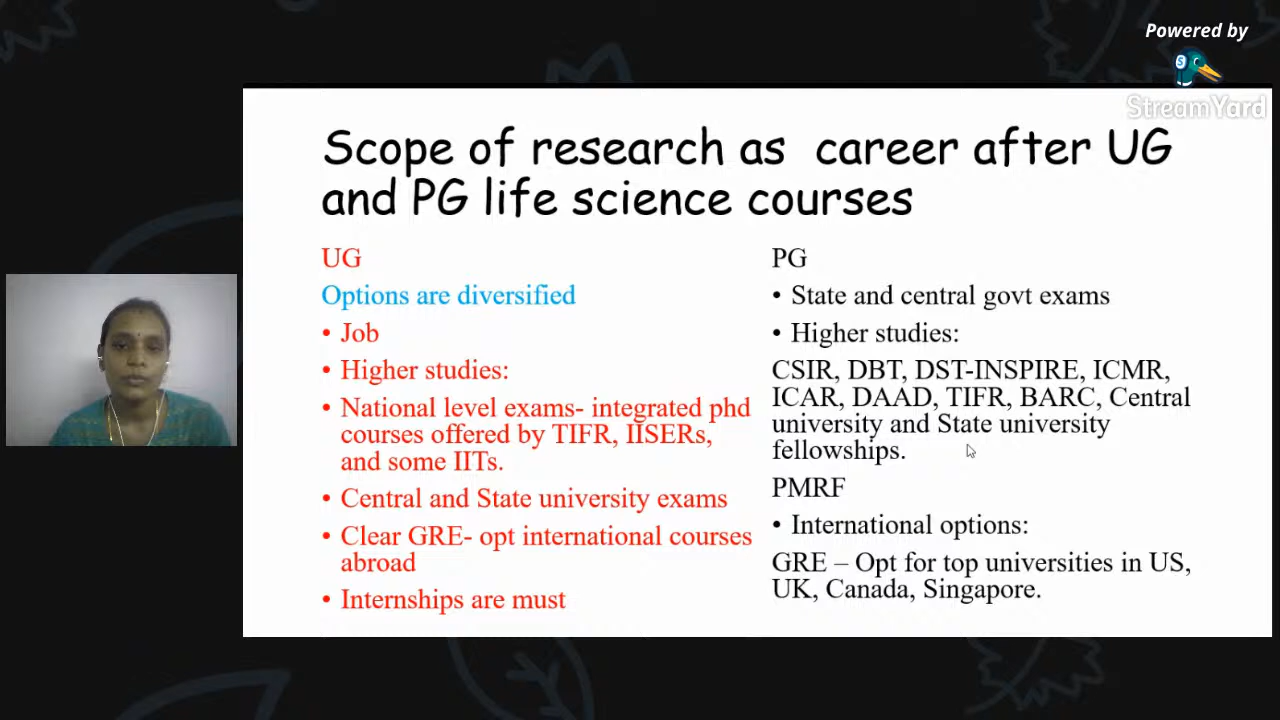 Powered by
StreamYard
Scope of research as career after UG
and PG life science courses
UG
Options are diversified
• Job
• Higher studies:
• National level exams- integrated phd
courses offered by TIFR, IISERs,
and some IITs.
• Central and State university exams
• Clear GRE- opt international courses
abroad
• Internships are must
PG
• State and central govt exams
• Higher studies:
CSIR, DBT, DST-INSPIRE, ICMR,
ICAR, DAAD, TIFR, BARC, Central
university and State university
fellowships.
PMRF
• International options:
GRE – Opt for top universities in US,
UK, Canada, Singapore.